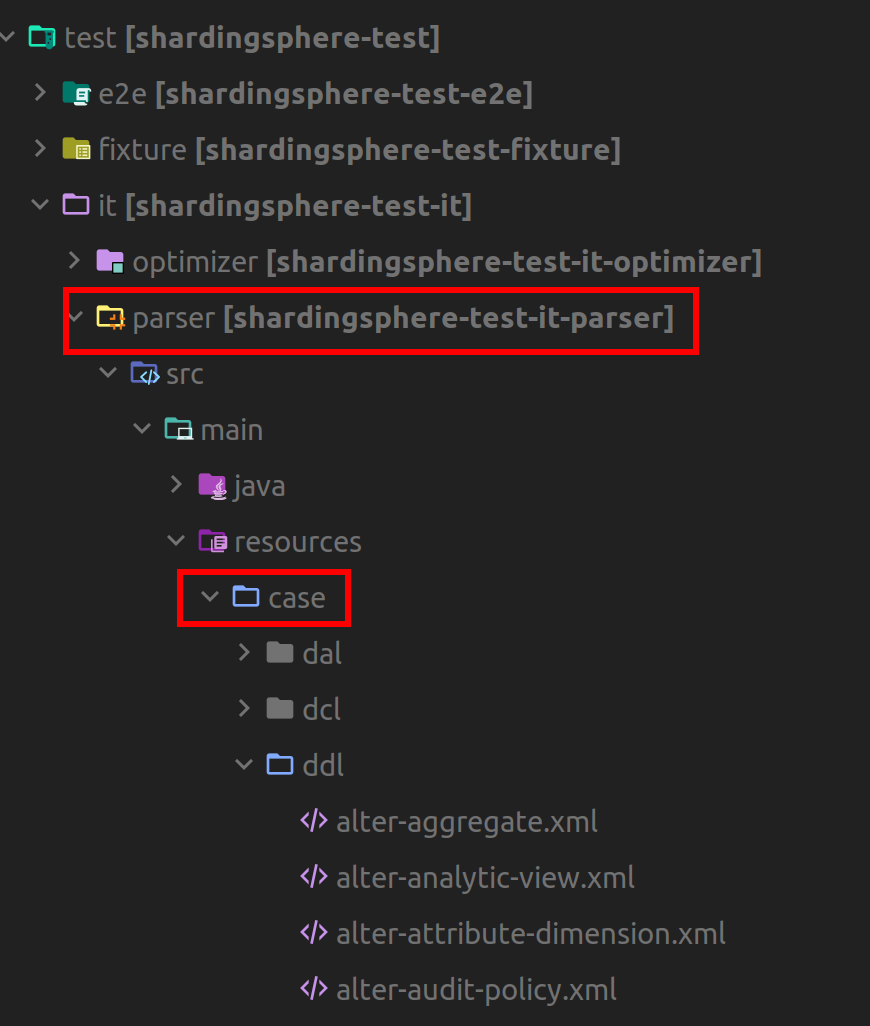 test [shardingsphere-test]
e2e [shardingsphere-test-e2e]
fixture [shardingsphere-test-fixture]
it [shardingsphere-test-it]
optimizer [shardingsphere-test-it-optimizer]
parser [shardingsphere-test-it-parser]
src
main
java
resources
case
dal
dcl
ddl
alter-aggregate.xml
alter-analytic-view.xml
alter-attribute-dimension.xml
alter-audit-policy.xml